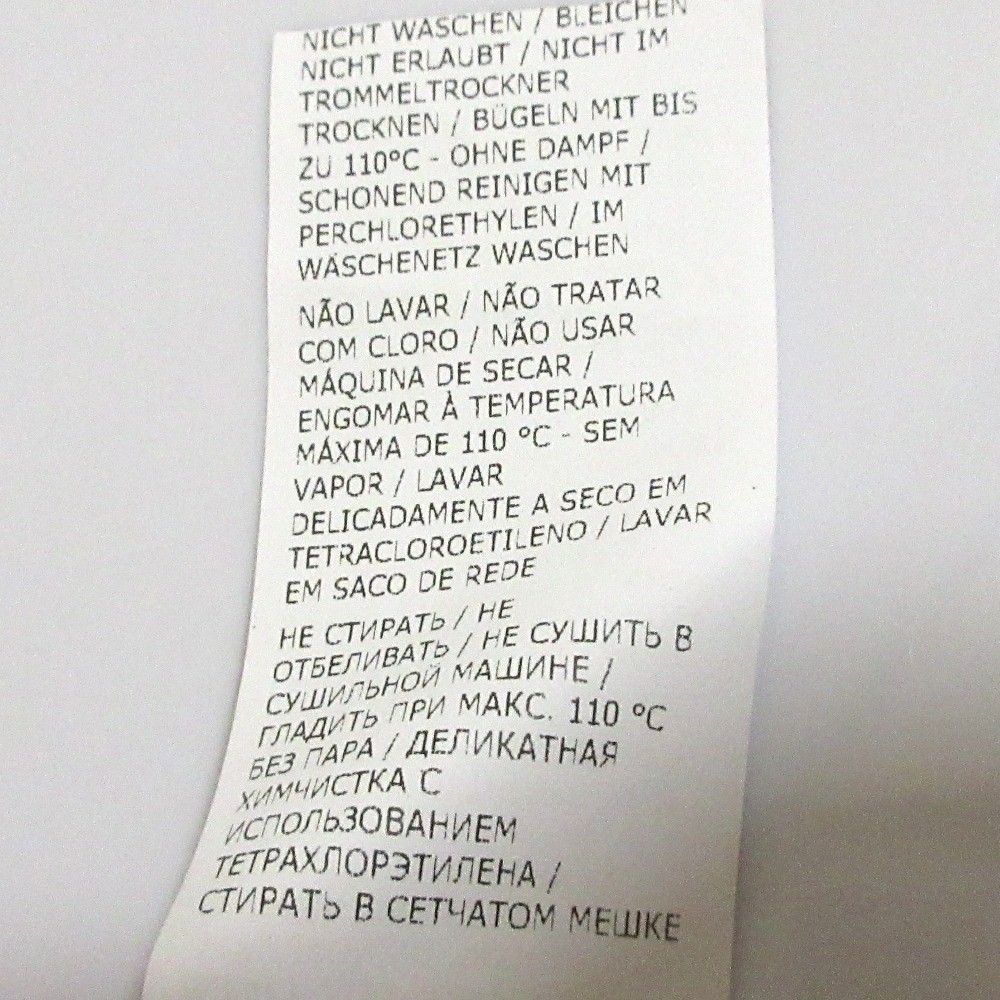 NICHT WASCHEN / BLEICHEN
NICHT ERLAUBT / NICHT IM
TROMMELTROCKNER
TROCKNEN / BÜGELN MIT BIS
ZU 110°C - OHNE DAMPF /
SCHONEND REINIGEN MIT
PERCHLORETHYLEN / IM
WÄSCHENETZ WASCHEN
NÃO LAVAR / NÃO TRATAR
COM CLORO / NÃO USAR
MÁQUINA DE SECAR /
ENGOMAR À TEMPERATURA
MÁXIMA DE 110 °C - SEM
VAPOR / LAVAR
DELICADAMENTE A SECO EM
TETRACLOROETILENO / LAVAR
EM SACO DE REDE
НЕ СТИРАТЬ / НЕ
ОТБЕЛИВАТЬ / НЕ СУШИТЬ В
СУШИЛЬНОЙ МАШИНЕ /
ГЛАДИТЬ ПРИ МАКС. 110 °C
БЕЗ ПАРА / ДЕЛИКАТНАЯ
ХИМЧИСТКА С
ИСПОЛЬЗОВАНИЕМ
ТЕТРАХЛОРЭТИЛЕНА /
СТИРАТЬ В СЕТЧАТОМ МЕШКЕ